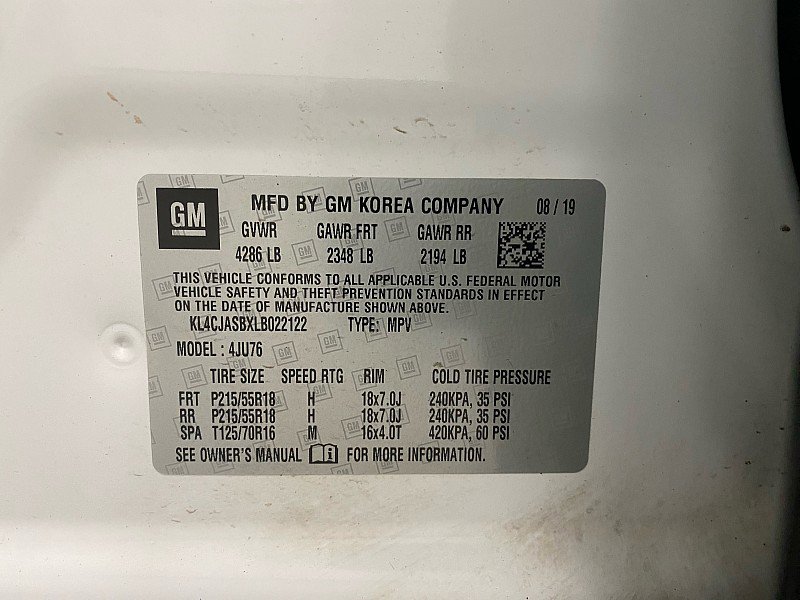 GM MFD BY GM KOREA COMPANY 08 / 19
GVWR GAWR FRT GAWR RR
4286 LB 2348 LB 2194 LB
THIS VEHICLE CONFORMS TO ALL APPLICABLE U.S. FEDERAL MOTOR
VEHICLE SAFETY AND THEFT PREVENTION STANDARDS IN EFFECT
ON THE DATE OF MANUFACTURE SHOWN ABOVE.
KL4CJASBXLB022122 TYPE: MPV
MODEL : 4JU76
TIRE SIZE SPEED RTG RIM COLD TIRE PRESSURE
FRT P215/55R18 H 18x7.0J 240KPA, 35 PSI
RR P215/55R18 H 18x7.0J 240KPA, 35 PSI
SPA T125/70R16 M 16x4.0T 420KPA, 60 PSI
SEE OWNER'S MANUAL i FOR MORE INFORMATION.